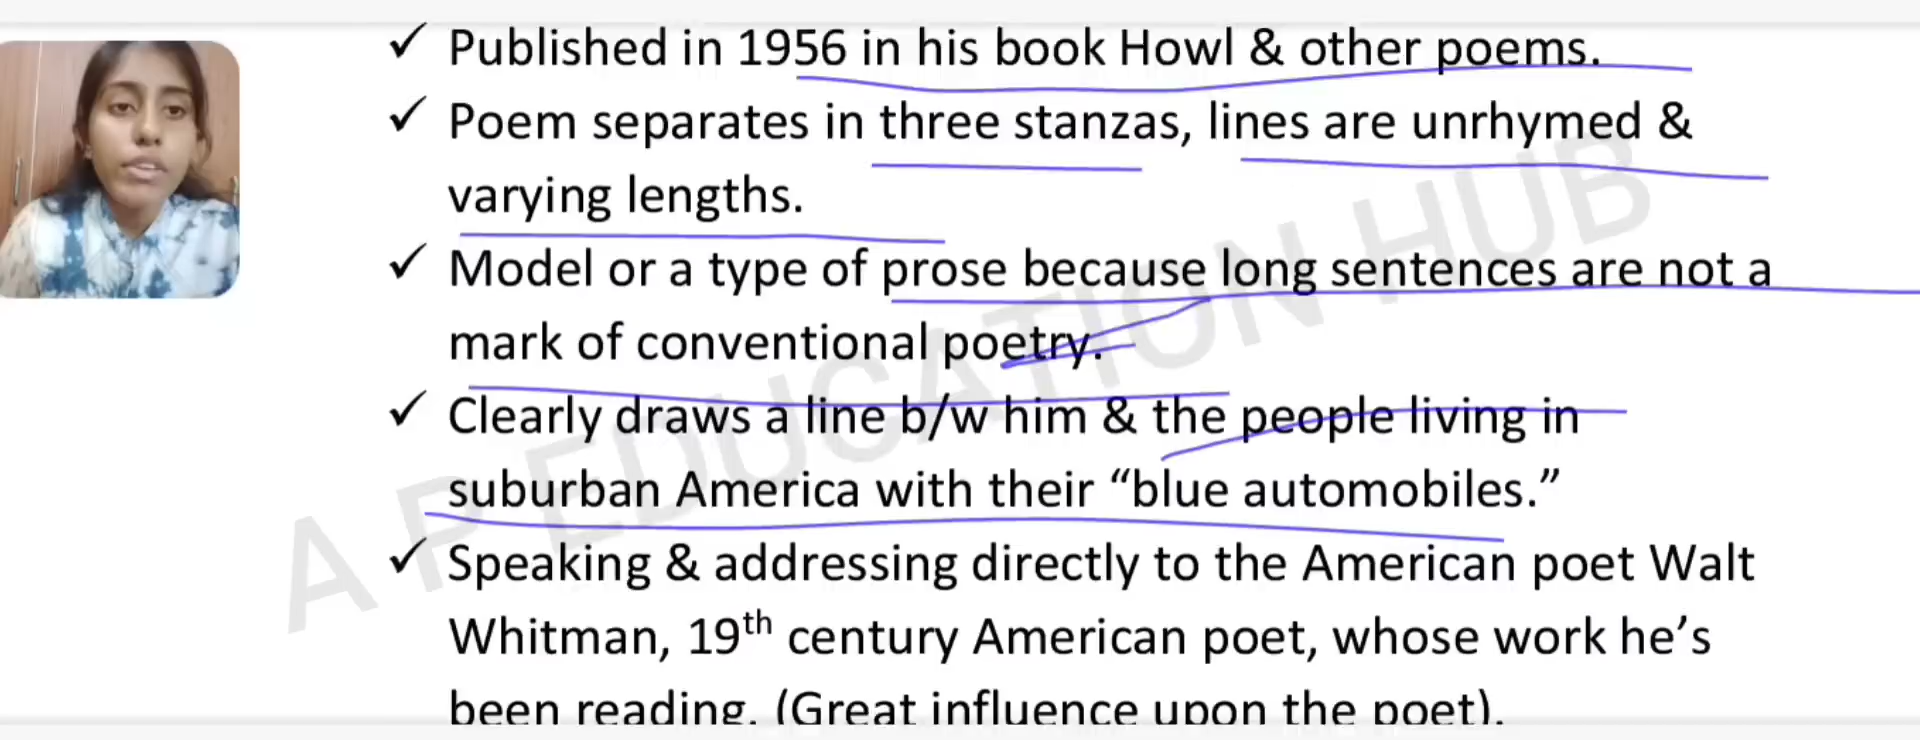 ✓ Published in 1956 in his book Howl & other poems.
✓ Poem separates in three stanzas, lines are unrhymed &
varying lengths.
✓ Model or a type of prose because long sentences are not a
mark of conventional poetry.
✓ Clearly draws a line b/w him & the people living in
suburban America with their “blue automobiles.”
✓ Speaking & addressing directly to the American poet Walt
Whitman, 19th century American poet, whose work he’s
been reading. (Great influence upon the poet).
A P EDUCATION HUB